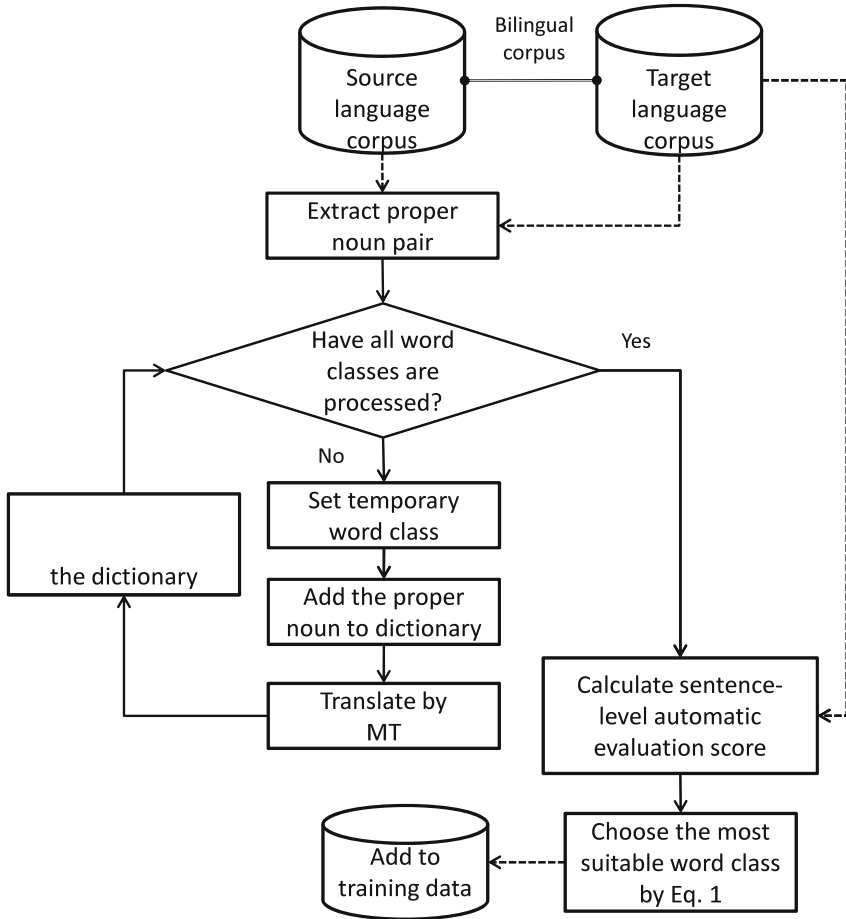 Bilingual
corpus
Source
language
corpus
Target
language
corpus
Extract proper
noun pair
Have all word
classes are
processed?
Yes
No
Set temporary
word class
the dictionary
Add the proper
noun to dictionary
Translate by
MT
Calculate sentence-
level automatic
evaluation score
Choose the most
suitable word class
by Eq. 1
Add to
training data